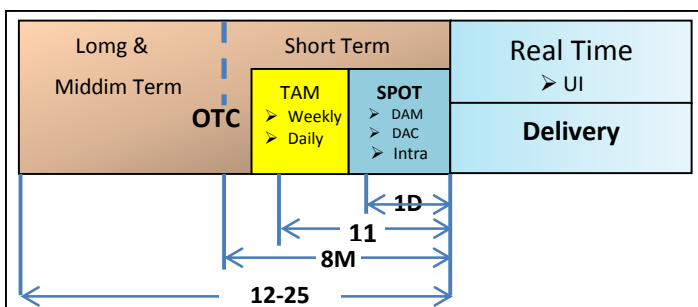 Lomg &
Middim Term
Short Term
OTC
TAM
➢ Weekly
➢ Daily
SPOT
➢ DAM
➢ DAC
➢ Intra
Real Time
➢ UI
Delivery
1D
11
8M
12-25